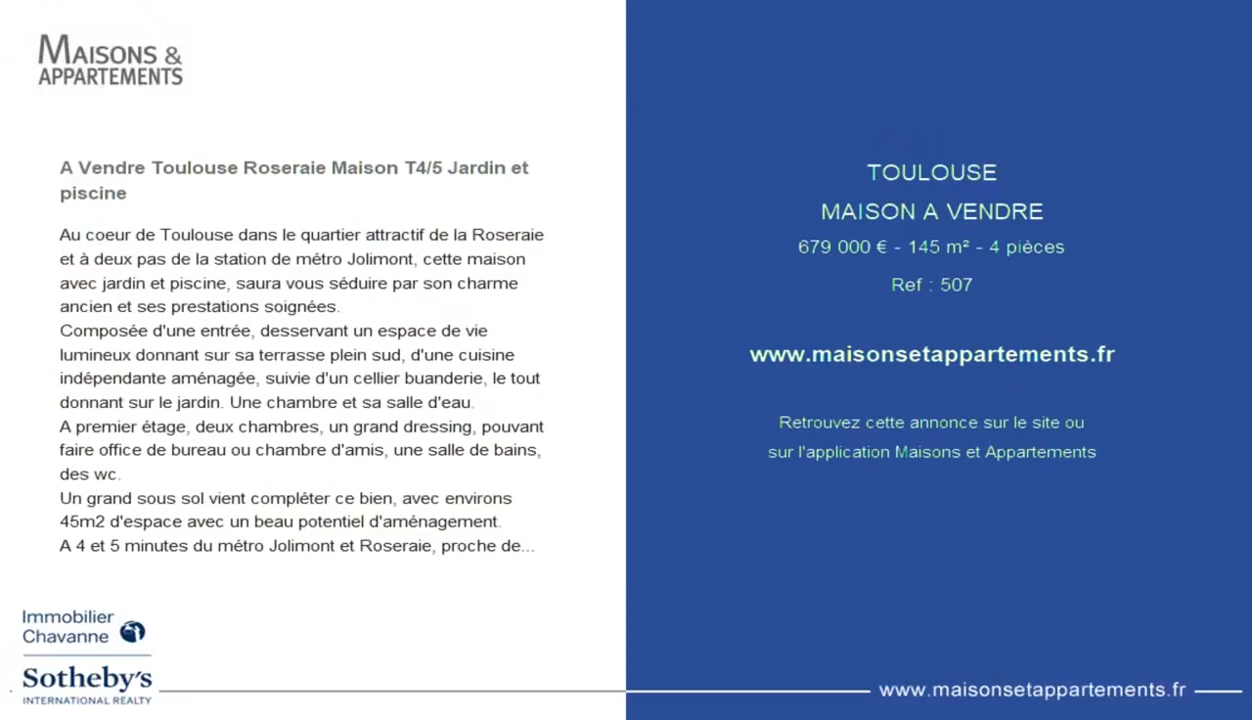 MAISONS &
APPARTEMENTS
A Vendre Toulouse Roseraie Maison T4/5 Jardin et
piscine
Au coeur de Toulouse dans le quartier attractif de la Roseraie
et à deux pas de la station de métro Jolimont, cette maison
avec jardin et piscine, saura vous séduire par son charme
ancien et ses prestations soignées.
Composée d'une entrée, desservant un espace de vie
lumineux donnant sur sa terrasse plein sud, d'une cuisine
indépendante aménagée, suivie d'un cellier buanderie, le tout
donnant sur le jardin. Une chambre et sa salle d'eau.
A premier étage, deux chambres, un grand dressing, pouvant
faire office de bureau ou chambre d'amis, une salle de bains,
des wc.
Un grand sous sol vient compléter ce bien, avec environs
45m2 d'espace avec un beau potentiel d'aménagement.
A 4 et 5 minutes du métro Jolimont et Roseraie, proche de...
Immobilier
Chavanne
Sotheby's
INTERNATIONAL REALTY
TOULOUSE
MAISON A VENDRE
679 000 € - 145 m² - 4 pièces
Ref : 507
www.maisonsetappartements.fr
Retrouvez cette annonce sur le site ou
sur l'application Maisons et Appartements
www.maisonsetappartements.fr